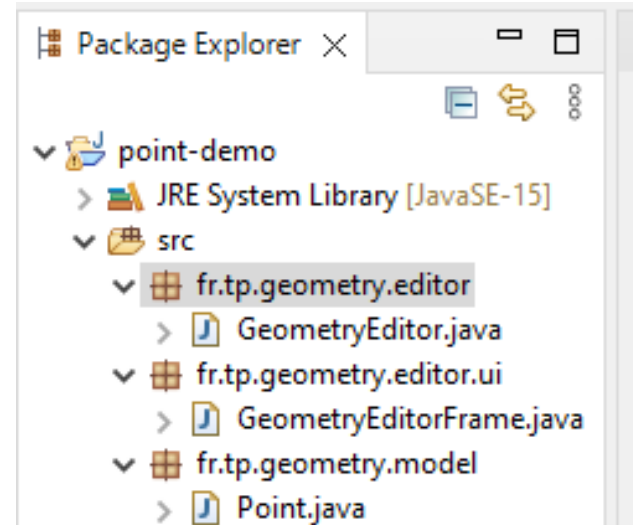 Package Explorer
point-demo
JRE System Library [JavaSE-15]
src
fr.tp.geometry.editor
GeometryEditor.java
fr.tp.geometry.editor.ui
GeometryEditorFrame.java
fr.tp.geometry.model
Point.java